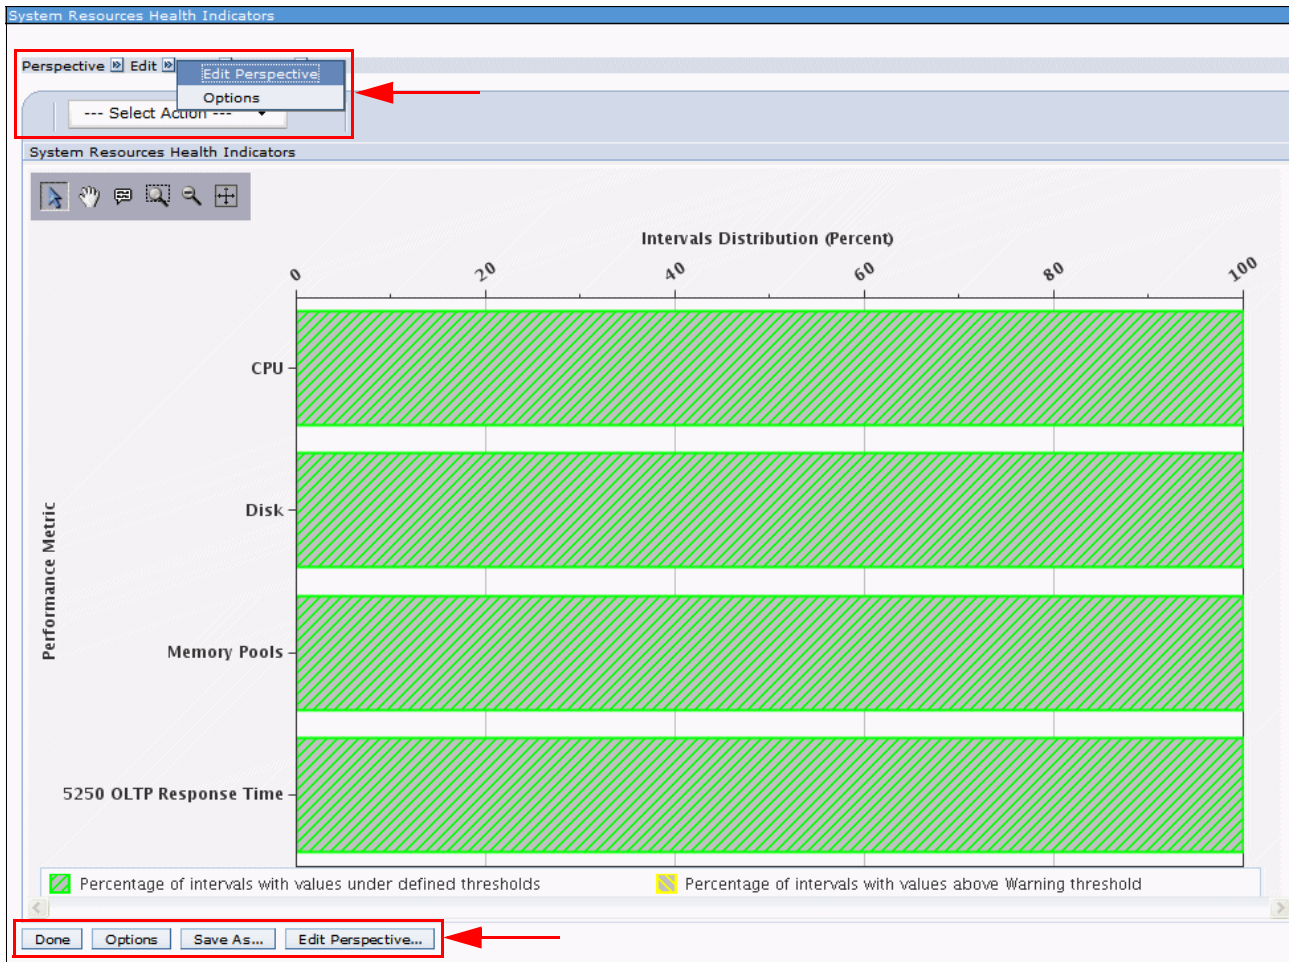 System Resources Health Indicators
Perspective Edit
Edit Perspective
Options
--- Select Action ---
System Resources Health Indicators
Intervals Distribution (Percent)
0 20 40 60 80 100
CPU
Disk
Performance Metric
Memory Pools
5250 OLTP Response Time
Percentage of intervals with values under defined thresholds Percentage of intervals with values above Warning threshold
Done Options Save As... Edit Perspective...